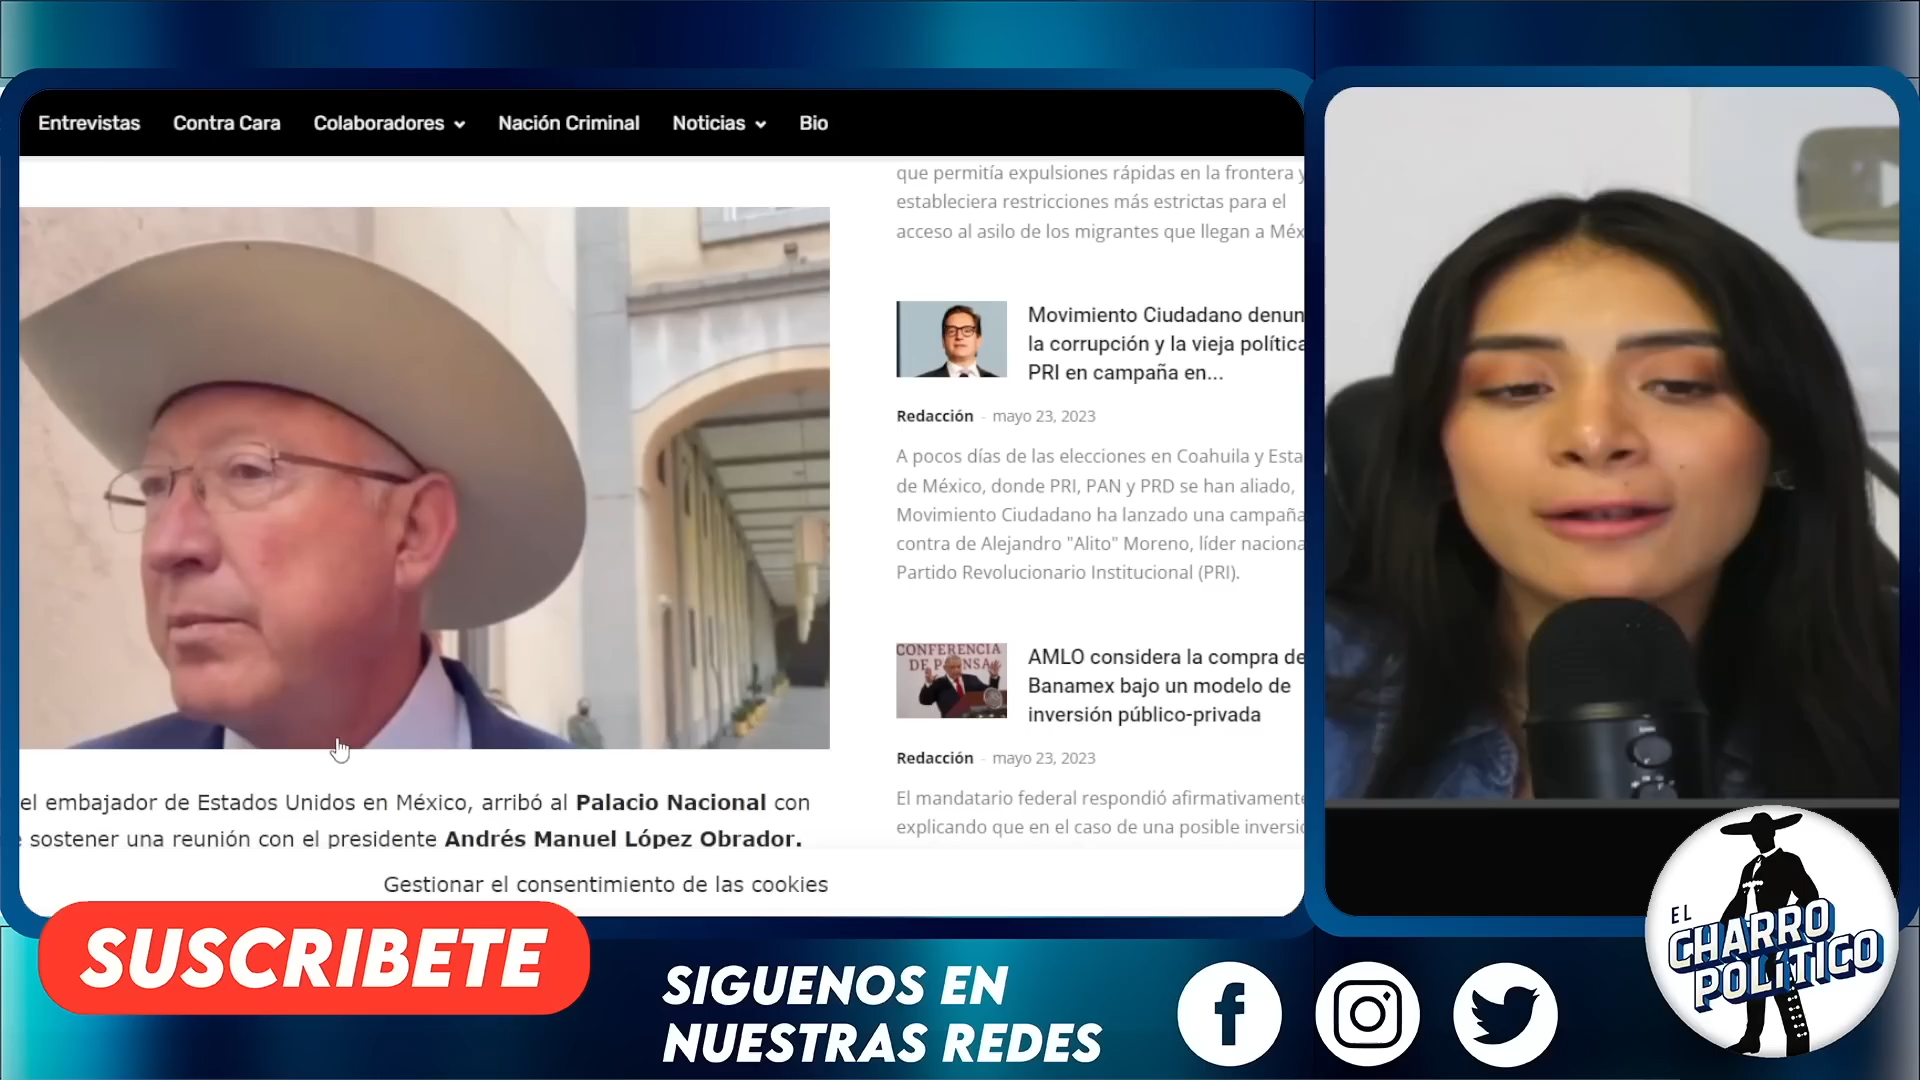 Entrevistas Contra Cara Colaboradores Nación Criminal Noticias Bio
el embajador de Estados Unidos en México, arribó al Palacio Nacional con
sostener una reunión con el presidente Andrés Manuel López Obrador.
Gestionar el consentimiento de las cookies
que permitía expulsiones rápidas en la frontera y
estableciera restricciones más estrictas para el
acceso al asilo de los migrantes que llegan a Méx
Movimiento Ciudadano denun
la corrupción y la vieja política
PRI en campaña en...
Redacción - mayo 23, 2023
A pocos días de las elecciones en Coahuila y Esta
de México, donde PRI, PAN y PRD se han aliado,
Movimiento Ciudadano ha lanzado una campaña
contra de Alejandro "Alito" Moreno, líder naciona
Partido Revolucionario Institucional (PRI).
CONFERENCIA
DE PRENSA
AMLO considera la compra de
Banamex bajo un modelo de
inversión público-privada
Redacción - mayo 23, 2023
El mandatario federal respondió afirmativamente
explicando que en el caso de una posible inversió
SUSCRIBETE
SIGUENOS EN
NUESTRAS REDES
EL
CHARRO
POLÍTICO